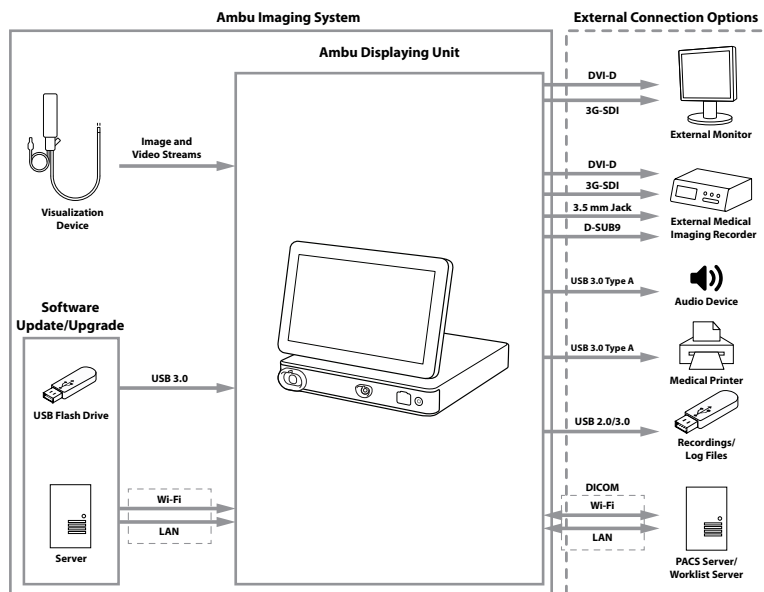 Ambu Imaging System
External Connection Options
Ambu Displaying Unit
Image and
Video Streams
Visualization
Device
Software
Update/Upgrade
USB Flash Drive
USB 3.0
Server
Wi-Fi
LAN
DVI-D
3G-SDI
External Monitor
DVI-D
3G-SDI
3.5 mm Jack
D-SUB9
External Medical
Imaging Recorder
USB 3.0 Type A
Audio Device
USB 3.0 Type A
Medical Printer
USB 2.0/3.0
Recordings/
Log Files
DICOM
Wi-Fi
LAN
PACS Server/
Worklist Server